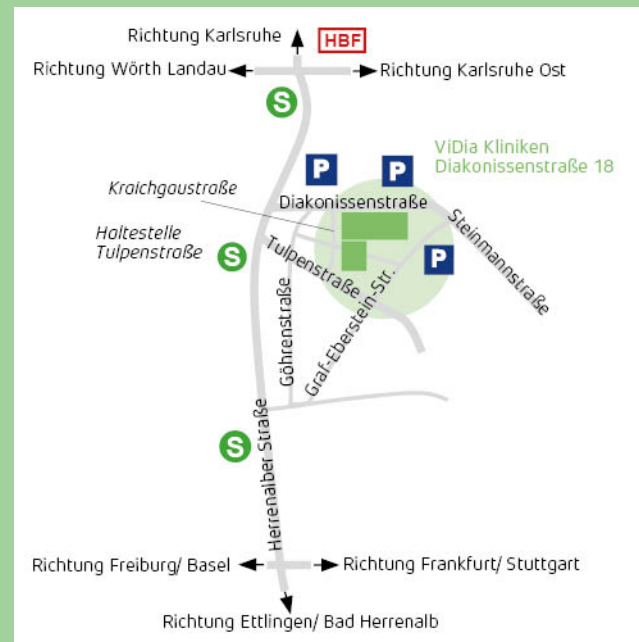 Richtung Karlsruhe
HBF
Richtung Wörth Landau
Richtung Karlsruhe Ost
S
ViDia Kliniken
Diakonissenstraße 18
P
P
Kraichgaustraße
Diakonissenstraße
Steinmannstraße
Haltestelle
Tulpenstraße
S
Tulpenstraße
P
Göhrenstraße
Graf-Eberstein-Str.
Herrenalber Straße
S
Richtung Freiburg/ Basel
Richtung Frankfurt/ Stuttgart
Richtung Ettlingen/ Bad Herrenalb